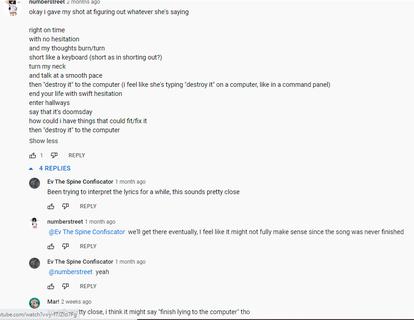 numberstreet 2 months ago
okay i gave my shot at figuring out whatever she's saying
right on time
with no hesitation
and my thoughts burn/turn
short like a keyboard (short as in shorting out?)
turn my neck
and talk at a smooth pace
then "destroy it" to the computer (i feel like she's typing "destroy it" on a computer, like in a command panel)
end your life with swift hesitation
enter hallways
say that it's doomsday
how could i have things that could fit/fix it
then "destroy it" to the computer
Show less
1 REPLY
4 REPLIES
Ev The Spine Confiscator 1 month ago
Been trying to interpret the lyrics for a while, this sounds pretty close
REPLY
numberstreet 1 month ago
@Ev The Spine Confiscator we'll get there eventually, I feel like it might not fully make sense since the song was never finished
REPLY
Ev The Spine Confiscator 1 month ago
@numberstreet yeah
REPLY
Mar! 2 weeks ago
tty close, i think it might say "finish lying to the computer" tho